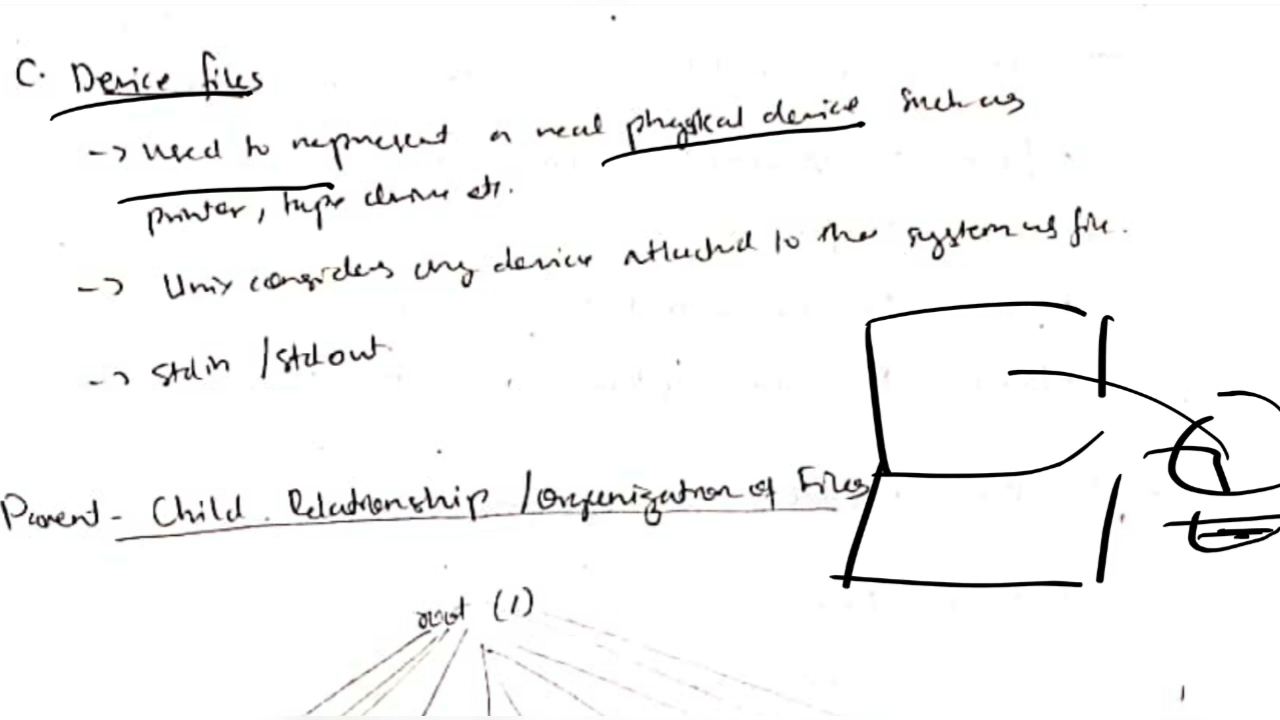 C. Device files
-> used to represent a real physical device such as
printer, tape drive etc.
-> Unix considers any device attached to the system as file.
-> stdin /stdout
Parent - Child Relationship /organization of Files
root (/)